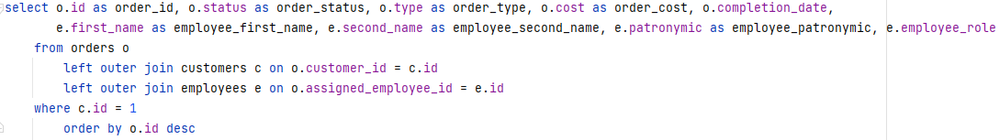 select o.id as order_id, o.status as order_status, o.type as order_type, o.cost as order_cost, o.completion_date,
e.first_name as employee_first_name, e.second_name as employee_second_name, e.patronymic as employee_patronymic, e.employee_role
from orders o
left outer join customers c on o.customer_id = c.id
left outer join employees e on o.assigned_employee_id = e.id
where c.id = 1
order by o.id desc